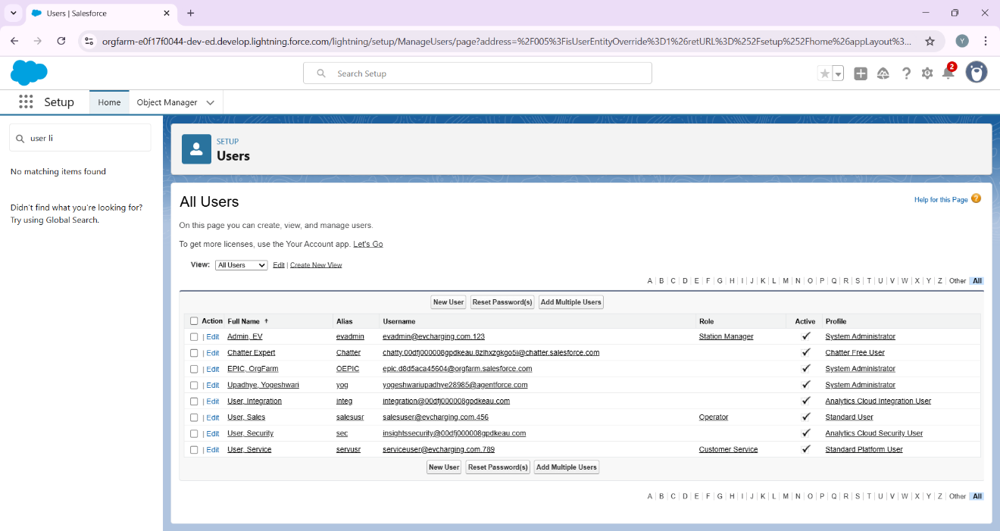 Users | Salesforce
orgfarm-e0f17f0044-dev-ed.develop.lightning.force.com/lightning/setup/ManageUsers/page?address=%2F005%3FisUserEntityOverride%3D1%26retURL%3D%252Fsetup%252Fhome%26appLayout%3...
Y
Search Setup
2
Setup
Home
Object Manager
user li
No matching items found
Didn't find what you're looking for?
Try using Global Search.
SETUP
Users
All Users
Help for this Page ?
On this page you can create, view, and manage users.
To get more licenses, use the Your Account app. Let's Go
View: All Users Edit | Create New View
A | B | C | D | E | F | G | H | I | J | K | L | M | N | O | P | Q | R | S | T | U | V | W | X | Y | Z | Other | All
New User Reset Password(s) Add Multiple Users
Action Full Name ↑ Alias Username Role Active Profile
| Edit Admin, EV evadmin evadmin@evcharging.com.123 Station Manager ✓ System Administrator
| Edit Chatter Expert Chatter chatty.00dfj000008gpdkeau.8zlhxzgkgo5i@chatter.salesforce.com ✓ Chatter Free User
| Edit EPIC, OrgFarm OEPIC epic.d8d5aca45604@orgfarm.salesforce.com ✓ System Administrator
| Edit Upadhye, Yogeshwari yog yogeshwariupadhye28985@agentforce.com ✓ System Administrator
| Edit User, Integration integ integration@00dfj000008gpdkeau.com ✓ Analytics Cloud Integration User
| Edit User, Sales salesusr salesuser@evcharging.com.456 Operator ✓ Standard User
| Edit User, Security sec insightssecurity@00dfj000008gpdkeau.com ✓ Analytics Cloud Security User
| Edit User, Service servusr serviceuser@evcharging.com.789 Customer Service ✓ Standard Platform User
New User Reset Password(s) Add Multiple Users
A | B | C | D | E | F | G | H | I | J | K | L | M | N | O | P | Q | R | S | T | U | V | W | X | Y | Z | Other | All